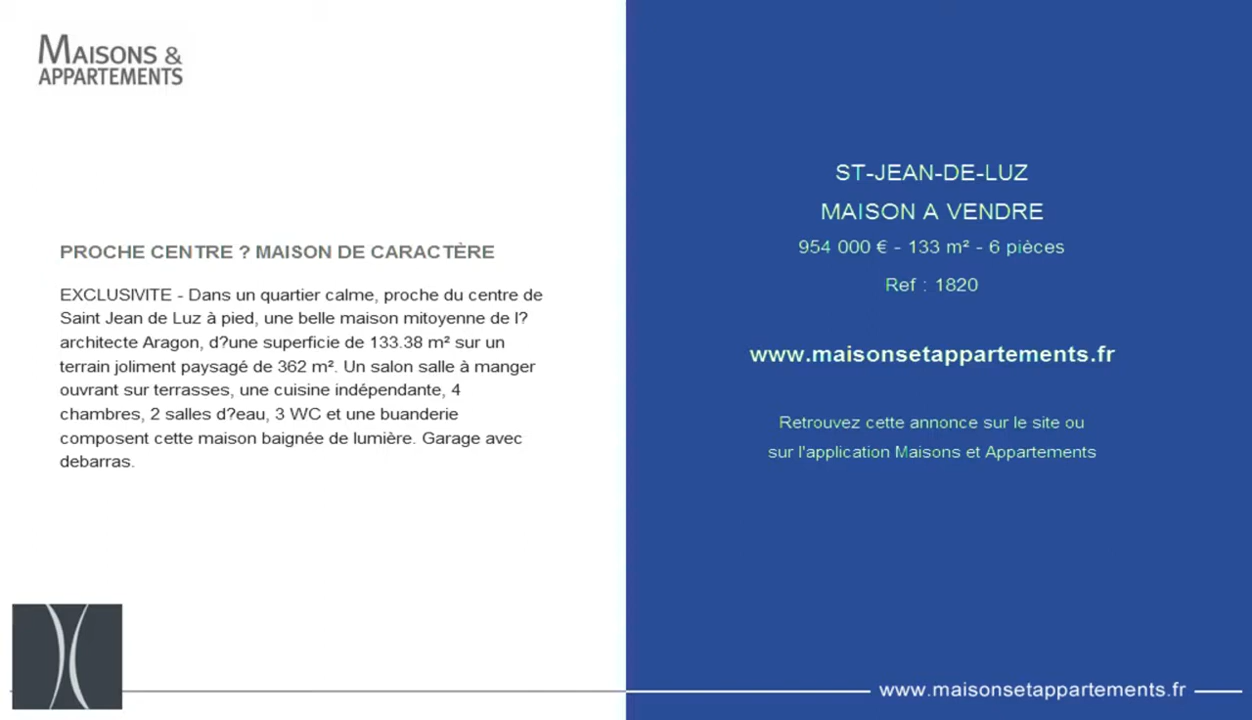 MAISONS &
APPARTEMENTS
PROCHE CENTRE ? MAISON DE CARACTÈRE
EXCLUSIVITE - Dans un quartier calme, proche du centre de
Saint Jean de Luz à pied, une belle maison mitoyenne de l?
architecte Aragon, d?une superficie de 133.38 m² sur un
terrain joliment paysagé de 362 m². Un salon salle à manger
ouvrant sur terrasses, une cuisine indépendante, 4
chambres, 2 salles d?eau, 3 WC et une buanderie
composent cette maison baignée de lumière. Garage avec
debarras.
ST-JEAN-DE-LUZ
MAISON A VENDRE
954 000 € - 133 m² - 6 pièces
Ref : 1820
www.maisonsetappartements.fr
Retrouvez cette annonce sur le site ou
sur l'application Maisons et Appartements
www.maisonsetappartements.fr